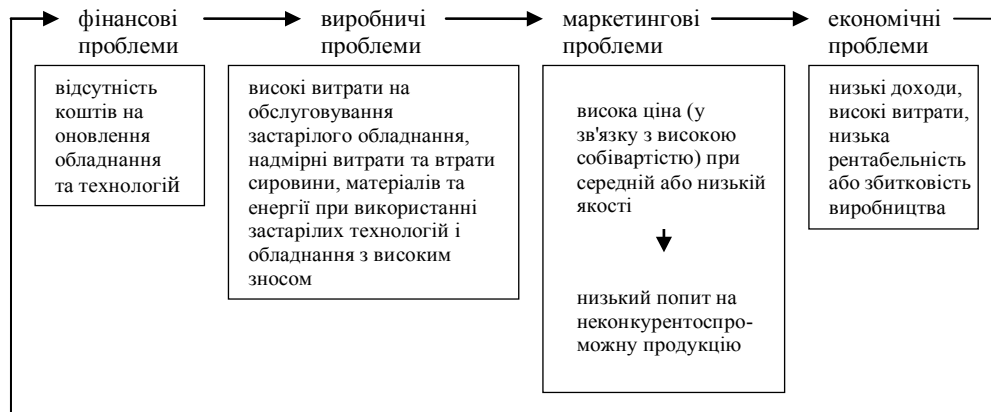 фінансові
проблеми
виробничі
проблеми
маркетингові
проблеми
економічні
проблеми
відсутність
коштів на
оновлення
обладнання
та технологій
високі витрати на
обслуговування
застарілого обладнання,
надмірні витрати та втрати
сировини, матеріалів та
енергії при використанні
застарілих технологій і
обладнання з високим
зносом
висока ціна (у
зв'язку з високою
собівартістю) при
середній або низькій
якості
низький попит на
неконкурентоспро-
можну продукцію
низькі доходи,
високі витрати,
низька
рентабельність
або збитковість
виробництва